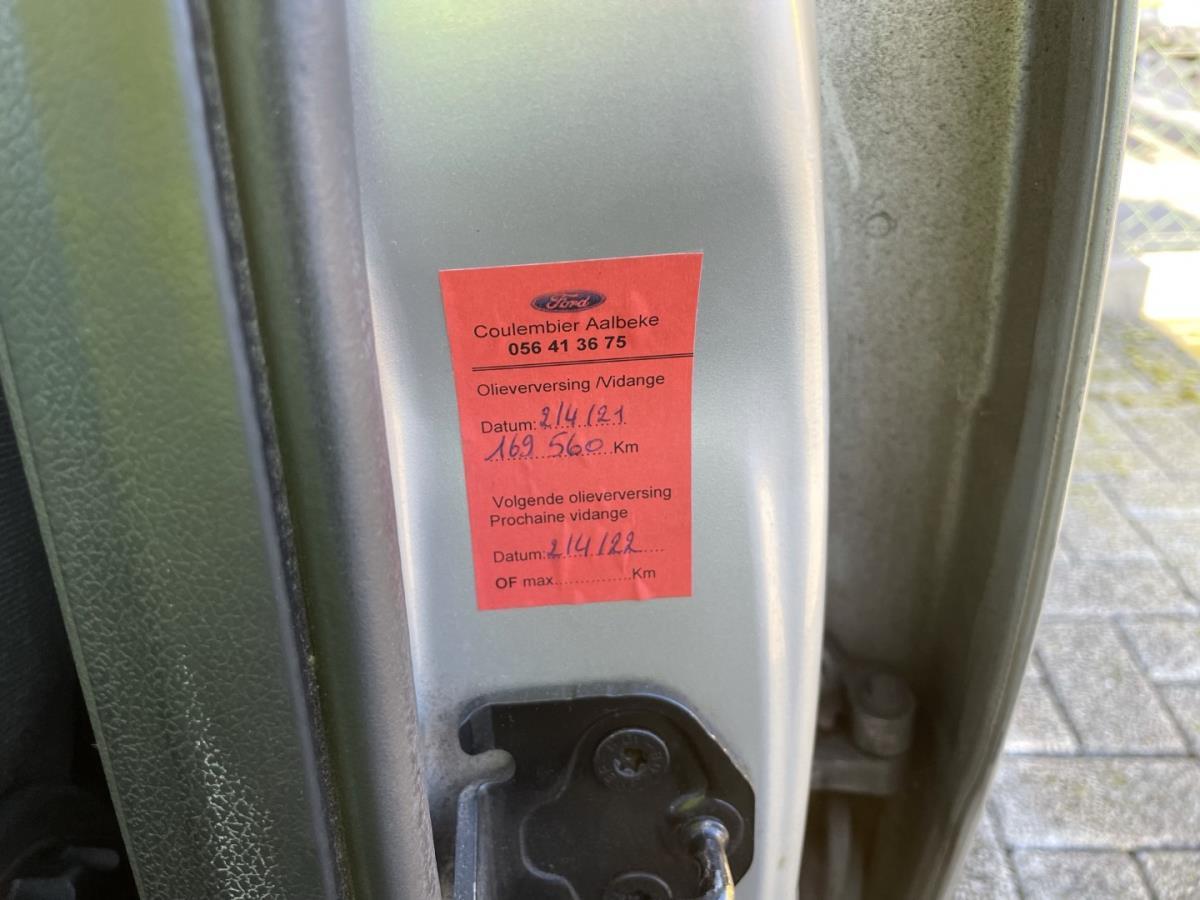 Ford
Coulembier Aalbeke
056 41 36 75
Olieverversing /Vidange
Datum: 2/4/21
169 560 Km
Volgende olieverversing
Prochaine vidange
Datum: 2/4/22
OF max..............Km